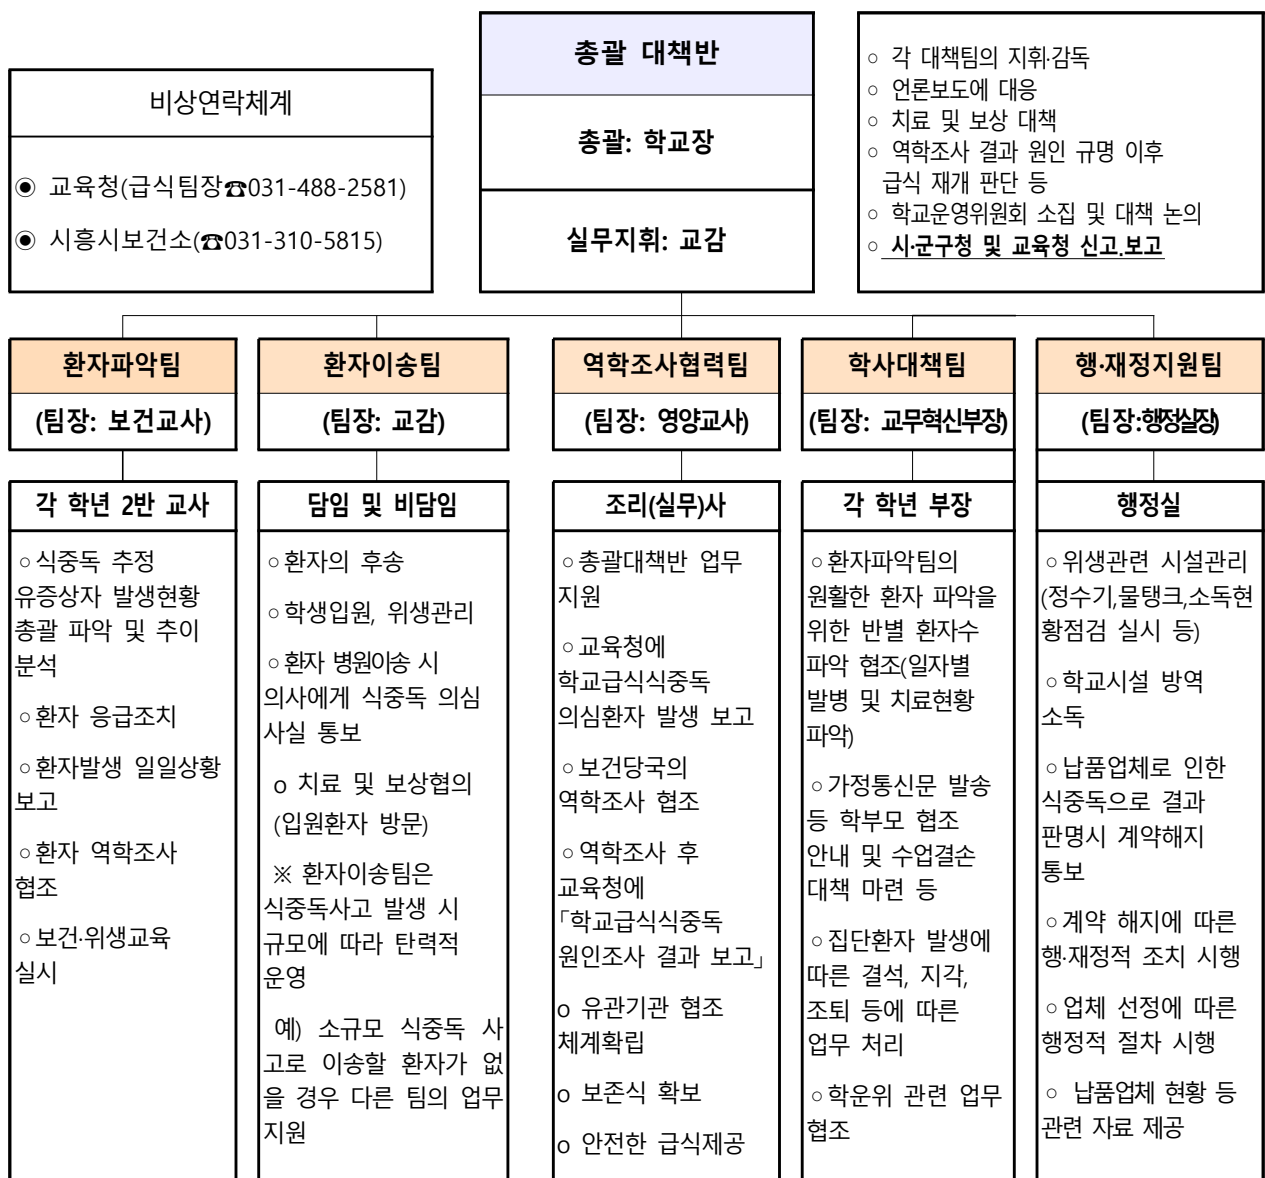 비상연락체계
◉ 교육청(급식팀장☎031-488-2581)
◉ 시흥시보건소(☎031-310-5815)
총괄 대책반
총괄: 학교장
실무지휘: 교감
○ 각 대책팀의 지휘·감독
○ 언론보도에 대응
○ 치료 및 보상 대책
○ 역학조사 결과 원인 규명 이후
급식 재개 판단 등
○ 학교운영위원회 소집 및 대책 논의
○ 시·군구청 및 교육청 신고.보고
환자파악팀
(팀장: 보건교사)
각 학년 2반 교사
○식중독 추정
유증상자 발생현황
총괄 파악 및 추이
분석
○환자 응급조치
○환자발생 일일상황
보고
○환자 역학조사
협조
○보건·위생교육
실시
환자이송팀
(팀장: 교감)
담임 및 비담임
○환자의 후송
○학생입원, 위생관리
○환자 병원이송 시
의사에게 식중독 의심
사실 통보
o 치료 및 보상협의
(입원환자 방문)
※ 환자이송팀은
식중독사고 발생 시
규모에 따라 탄력적
운영
예) 소규모 식중독 사
고로 이송할 환자가 없
을 경우 다른 팀의 업무
지원
역학조사협력팀
(팀장: 영양교사)
조리(실무)사
○총괄대책반 업무
지원
○교육청에
학교급식식중독
의심환자 발생 보고
○보건당국의
역학조사 협조
○역학조사 후
교육청에
「학교급식식중독
원인조사 결과 보고」
o 유관기관 협조
체계확립
o 보존식 확보
o 안전한 급식제공
학사대책팀
(팀장: 교무혁신부장)
각 학년 부장
○환자파악팀의
원활한 환자 파악을
위한 반별 환자수
파악 협조(일자별
발병 및 치료현황
파악)
○가정통신문 발송
등 학부모 협조
안내 및 수업결손
대책 마련 등
○집단환자 발생에
따른 결석, 지각,
조퇴 등에 따른
업무 처리
○학운위 관련 업무
협조
행·재정지원팀
(팀장:행정실장)
행정실
○위생관련 시설관리
(정수기,물탱크,소독현
황점검 실시 등)
○학교시설 방역
소독
○납품업체로 인한
식중독으로 결과
판명시 계약해지
통보
○계약 해지에 따른
행·재정적 조치 시행
○업체 선정에 따른
행정적 절차 시행
○ 납품업체 현황 등
관련 자료 제공